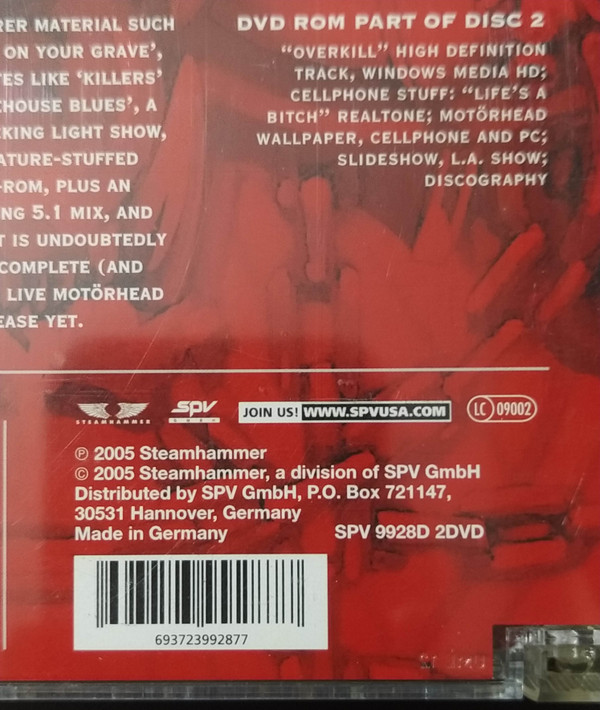 RER MATERIAL SUCH
ON YOUR GRAVE',
TES LIKE 'KILLERS'
HOUSE BLUES', A
CKING LIGHT SHOW,
ATURE-STUFFED
-ROM, PLUS AN
NG 5.1 MIX, AND
T IS UNDOUBTEDLY
COMPLETE (AND
LIVE MOTÖRHEAD
EASE YET.
DVD ROM PART OF DISC 2
"OVERKILL" HIGH DEFINITION
TRACK, WINDOWS MEDIA HD;
CELLPHONE STUFF: "LIFE'S A
BITCH" REALTONE; MOTÖRHEAD
WALLPAPER, CELLPHONE AND PC;
SLIDESHOW, L.A. SHOW;
DISCOGRAPHY
STEAMHAMMER SPV JOIN US! WWW.SPVUSA.COM LC 09002
℗ 2005 Steamhammer
© 2005 Steamhammer, a division of SPV GmbH
Distributed by SPV GmbH, P.O. Box 721147,
30531 Hannover, Germany
Made in Germany SPV 9928D 2DVD
693723992877